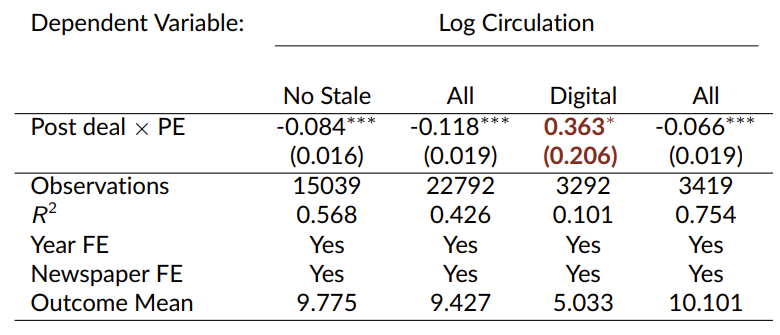 Dependent Variable: Log Circulation
No Stale All Digital All
Post deal × PE -0.084*** -0.118*** 0.363* -0.066***
(0.016) (0.019) (0.206) (0.019)
Observations 15039 22792 3292 3419
R² 0.568 0.426 0.101 0.754
Year FE Yes Yes Yes Yes
Newspaper FE Yes Yes Yes Yes
Outcome Mean 9.775 9.427 5.033 10.101